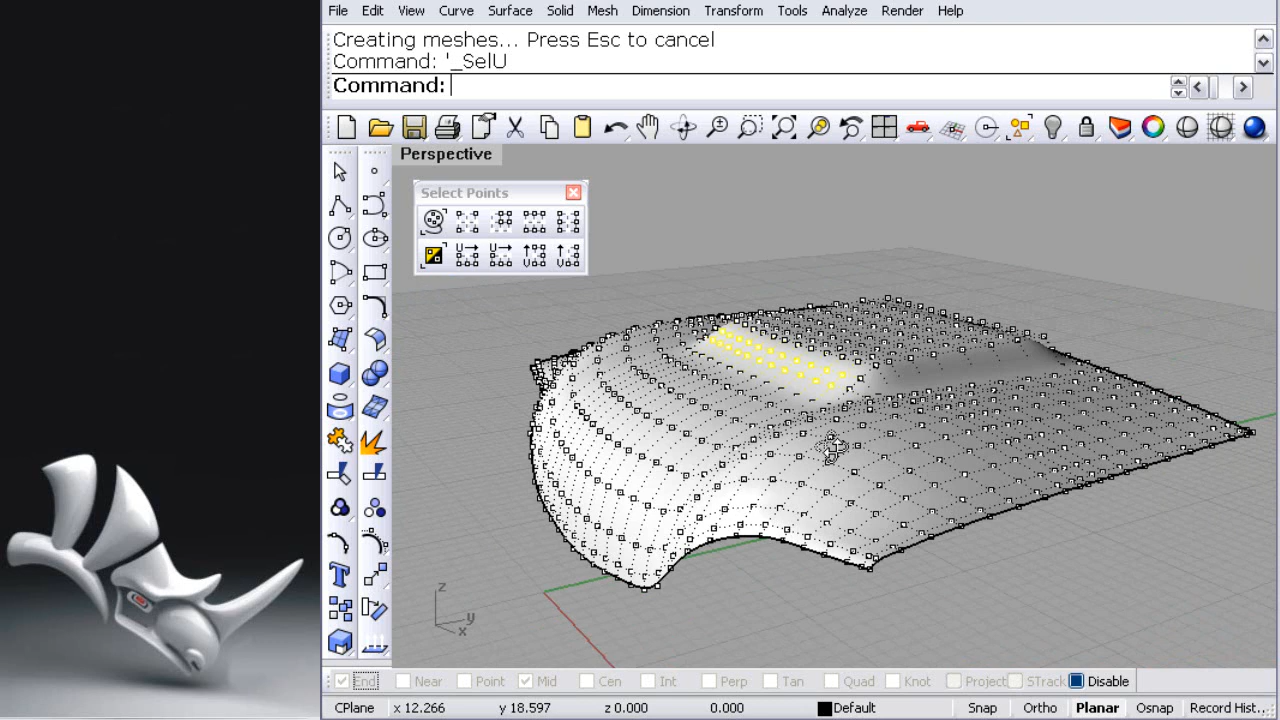 File Edit View Curve Surface Solid Mesh Dimension Transform Tools Analyze Render Help
Creating meshes... Press Esc to cancel
Command: '_SelU
Command:
Perspective
Select Points
U U
V V
z
y
x
End Near Point Mid Cen Int Perp Tan Quad Knot Project STrack Disable
CPlane x 12.266 y 18.597 z 0.000 0.000 Default Snap Ortho Planar Osnap Record Hist...